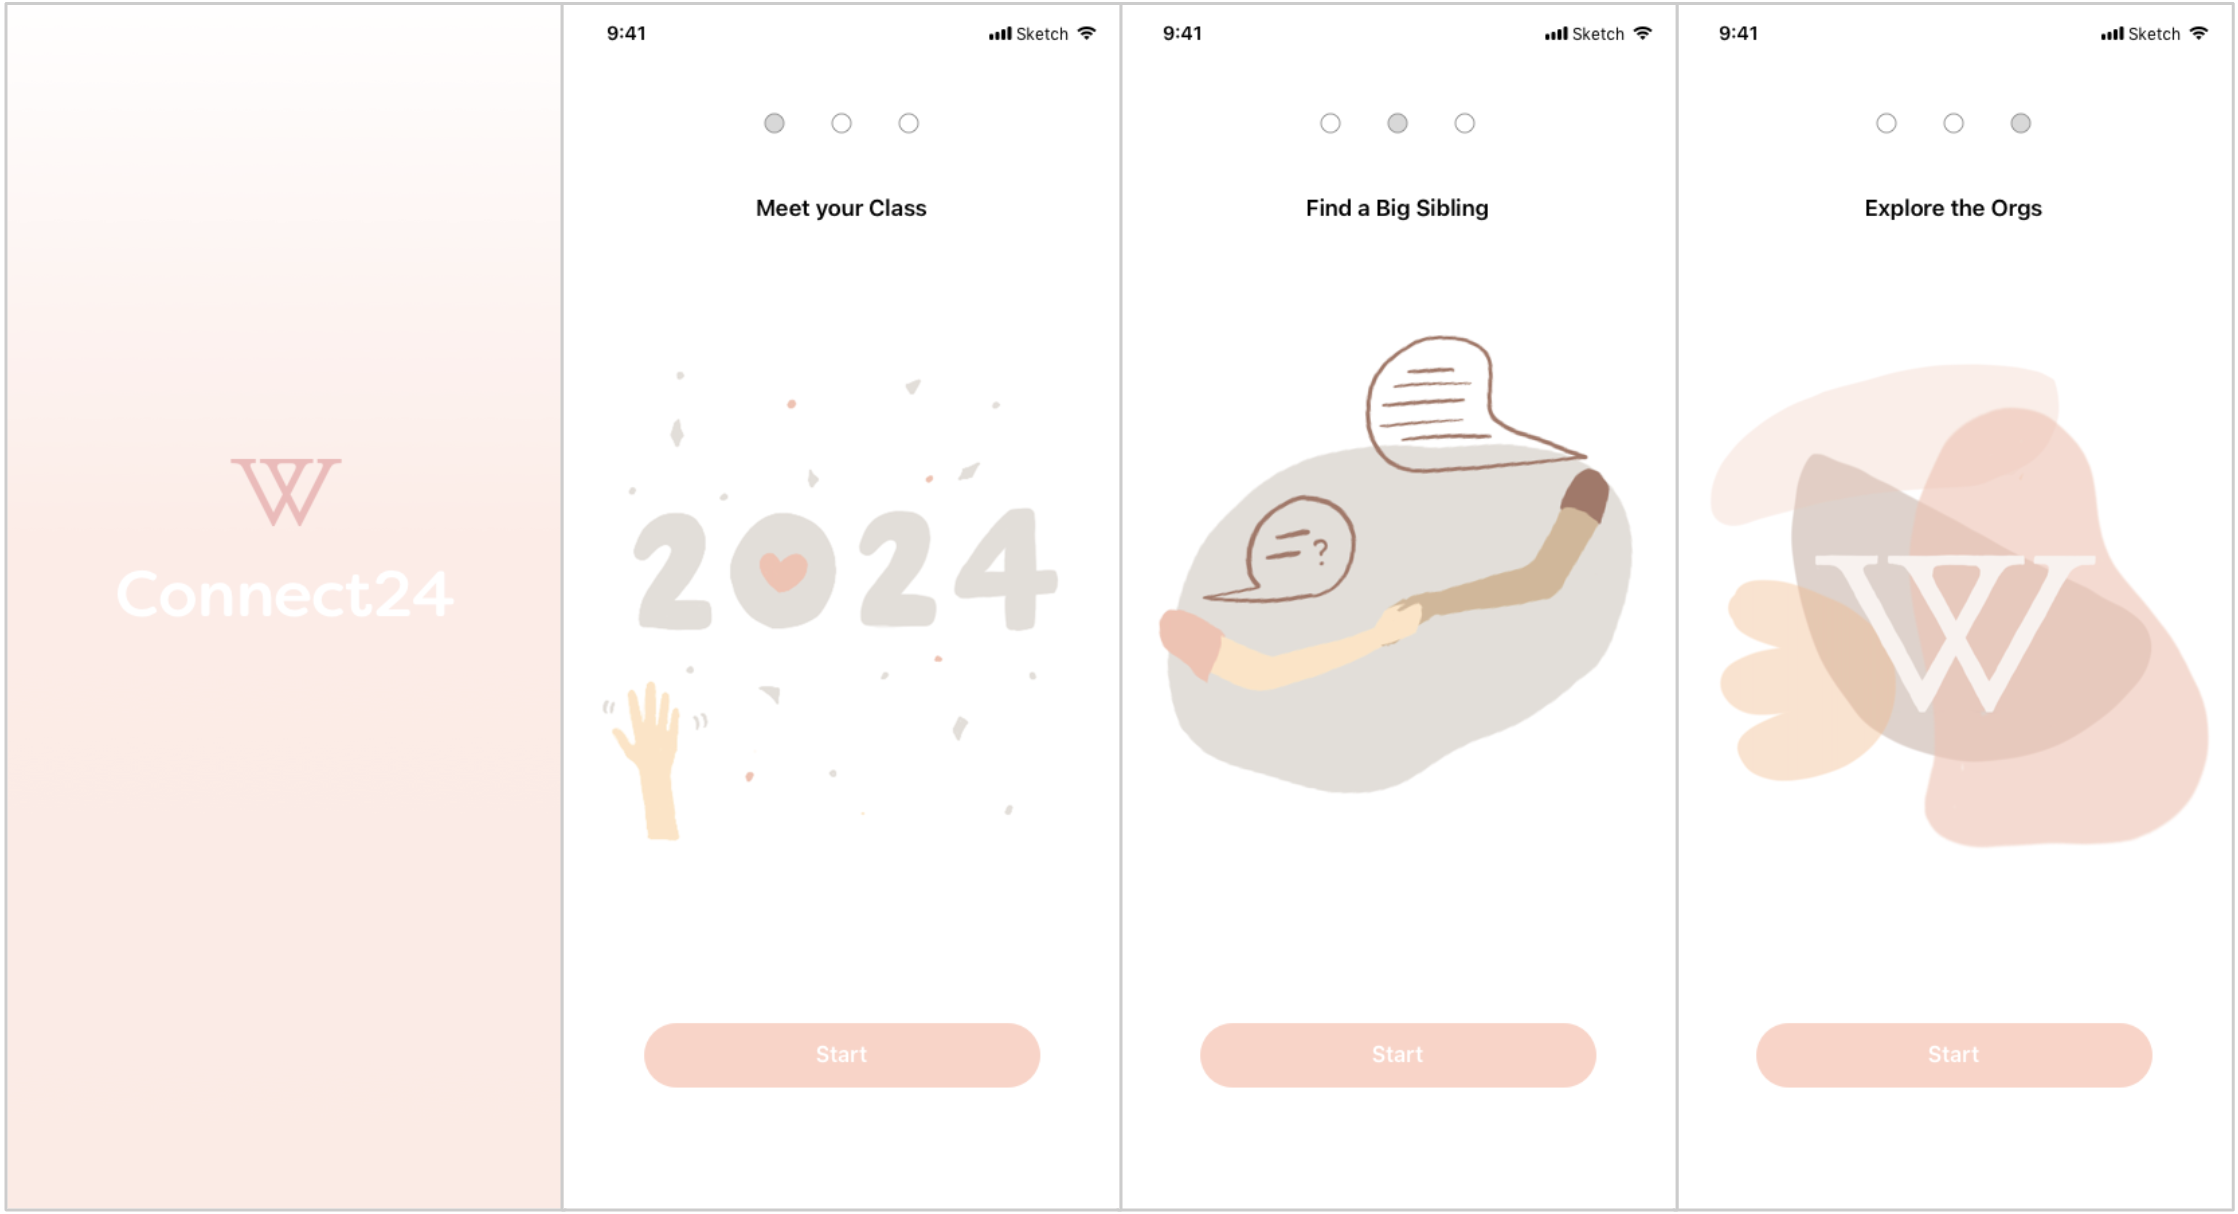 W
Connect24
9:41 Sketch
Meet your Class
2024
Start
9:41 Sketch
Find a Big Sibling
?
Start
9:41 Sketch
Explore the Orgs
W
Start